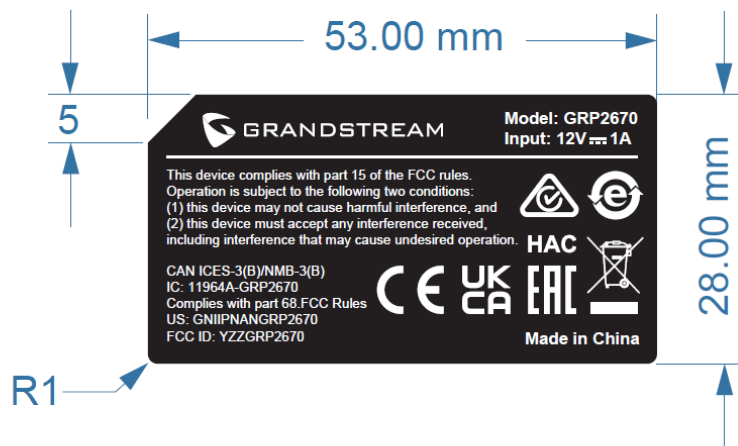 53.00 mm
5
GRANDSTREAM
Model: GRP2670
Input: 12V⎓1A
This device complies with part 15 of the FCC rules.
Operation is subject to the following two conditions:
(1) this device may not cause harmful interference, and
(2) this device must accept any interference received,
including interference that may cause undesired operation.
HAC
CAN ICES-3(B)/NMB-3(B)
IC: 11964A-GRP2670
Complies with part 68.FCC Rules
US: GNIIPNANGRP2670
FCC ID: YZZGRP2670
CE
UK
CA
EAC
Made in China
28.00 mm
R1